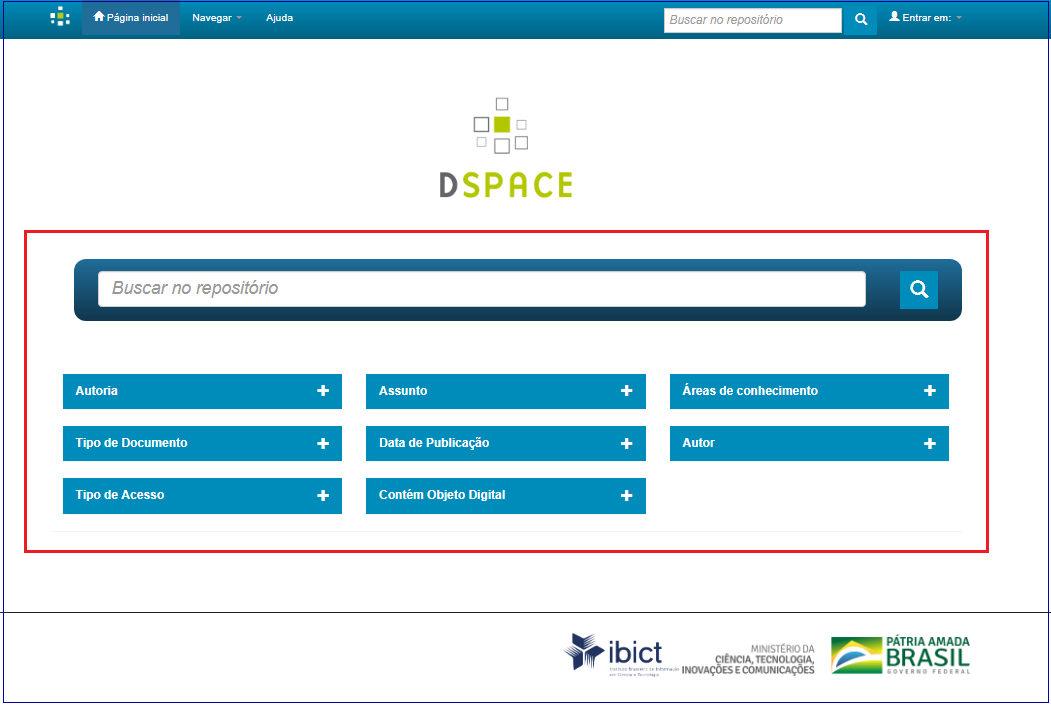 Página inicial Navegar Ajuda Buscar no repositório Entrar em:
DSPACE
Buscar no repositório
Autoria Assunto Áreas de conhecimento
Tipo de Documento Data de Publicação Autor
Tipo de Acesso Contém Objeto Digital
ibict
Instituto Brasileiro de Informação
em Ciência e Tecnologia
MINISTÉRIO DA
CIÊNCIA, TECNOLOGIA,
INOVAÇÕES E COMUNICAÇÕES
PÁTRIA AMADA
BRASIL
GOVERNO FEDERAL